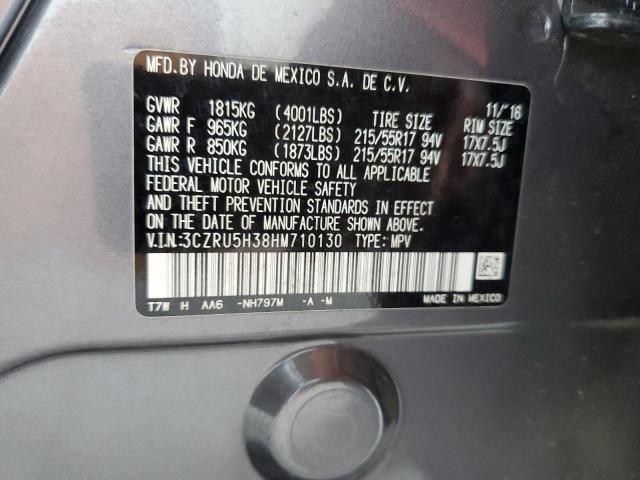 MFD.BY HONDA DE MEXICO S.A. DE C.V.
11/'16
GVWR 1815KG (4001LBS) TIRE SIZE RIM SIZE
GAWR F 965KG (2127LBS) 215/55R17 94V 17X7.5J
GAWR R 850KG (1873LBS) 215/55R17 94V 17X7.5J
THIS VEHICLE CONFORMS TO ALL APPLICABLE
FEDERAL MOTOR VEHICLE SAFETY
AND THEFT PREVENTION STANDARDS IN EFFECT
ON THE DATE OF MANUFACTURE SHOWN ABOVE.
V.I.N:3CZRU5H38HM710130 TYPE: MPV
T7W H AA6 -NH797M -A -M MADE IN MEXICO